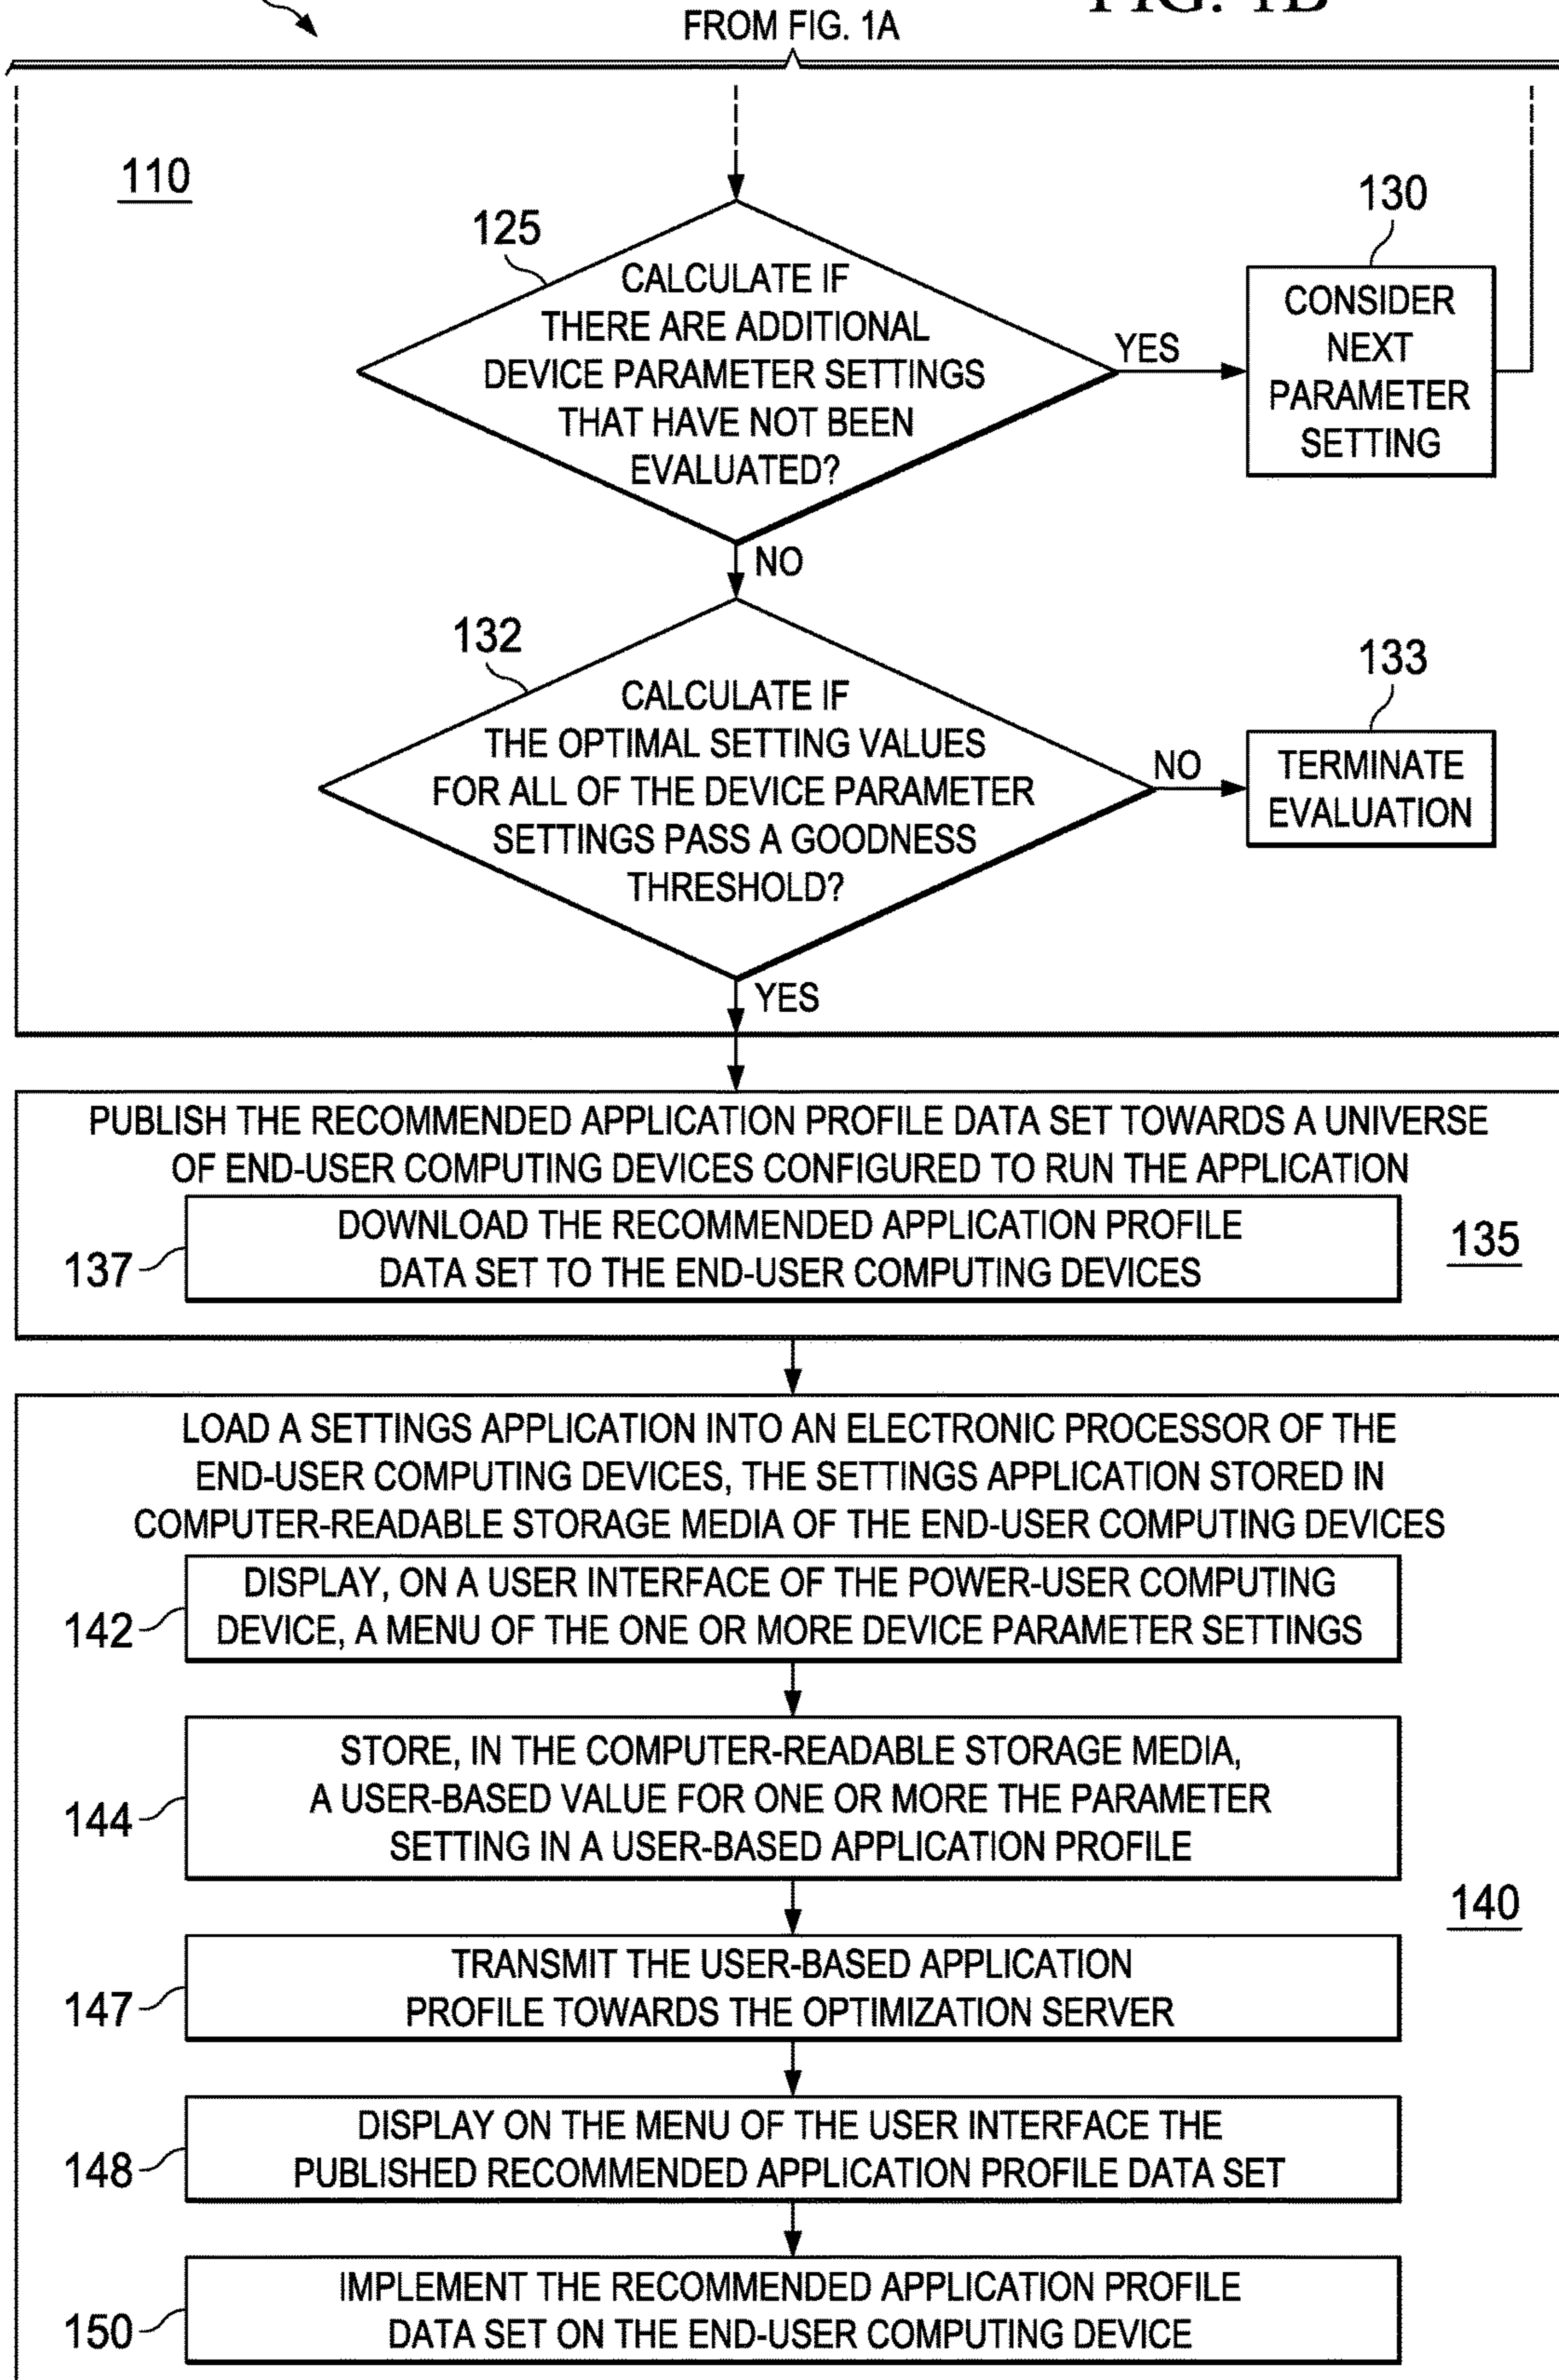 FIG. 1B
FROM FIG. 1A
110
125
CALCULATE IF
THERE ARE ADDITIONAL
DEVICE PARAMETER SETTINGS
THAT HAVE NOT BEEN
EVALUATED?
YES
130
CONSIDER
NEXT
PARAMETER
SETTING
NO
132
CALCULATE IF
THE OPTIMAL SETTING VALUES
FOR ALL OF THE DEVICE PARAMETER
SETTINGS PASS A GOODNESS
THRESHOLD?
NO
133
TERMINATE
EVALUATION
YES
PUBLISH THE RECOMMENDED APPLICATION PROFILE DATA SET TOWARDS A UNIVERSE
OF END-USER COMPUTING DEVICES CONFIGURED TO RUN THE APPLICATION
137
DOWNLOAD THE RECOMMENDED APPLICATION PROFILE
DATA SET TO THE END-USER COMPUTING DEVICES
135
LOAD A SETTINGS APPLICATION INTO AN ELECTRONIC PROCESSOR OF THE
END-USER COMPUTING DEVICES, THE SETTINGS APPLICATION STORED IN
COMPUTER-READABLE STORAGE MEDIA OF THE END-USER COMPUTING DEVICES
142
DISPLAY, ON A USER INTERFACE OF THE POWER-USER COMPUTING
DEVICE, A MENU OF THE ONE OR MORE DEVICE PARAMETER SETTINGS
144
STORE, IN THE COMPUTER-READABLE STORAGE MEDIA,
A USER-BASED VALUE FOR ONE OR MORE THE PARAMETER
SETTING IN A USER-BASED APPLICATION PROFILE
140
147
TRANSMIT THE USER-BASED APPLICATION
PROFILE TOWARDS THE OPTIMIZATION SERVER
148
DISPLAY ON THE MENU OF THE USER INTERFACE THE
PUBLISHED RECOMMENDED APPLICATION PROFILE DATA SET
150
IMPLEMENT THE RECOMMENDED APPLICATION PROFILE
DATA SET ON THE END-USER COMPUTING DEVICE